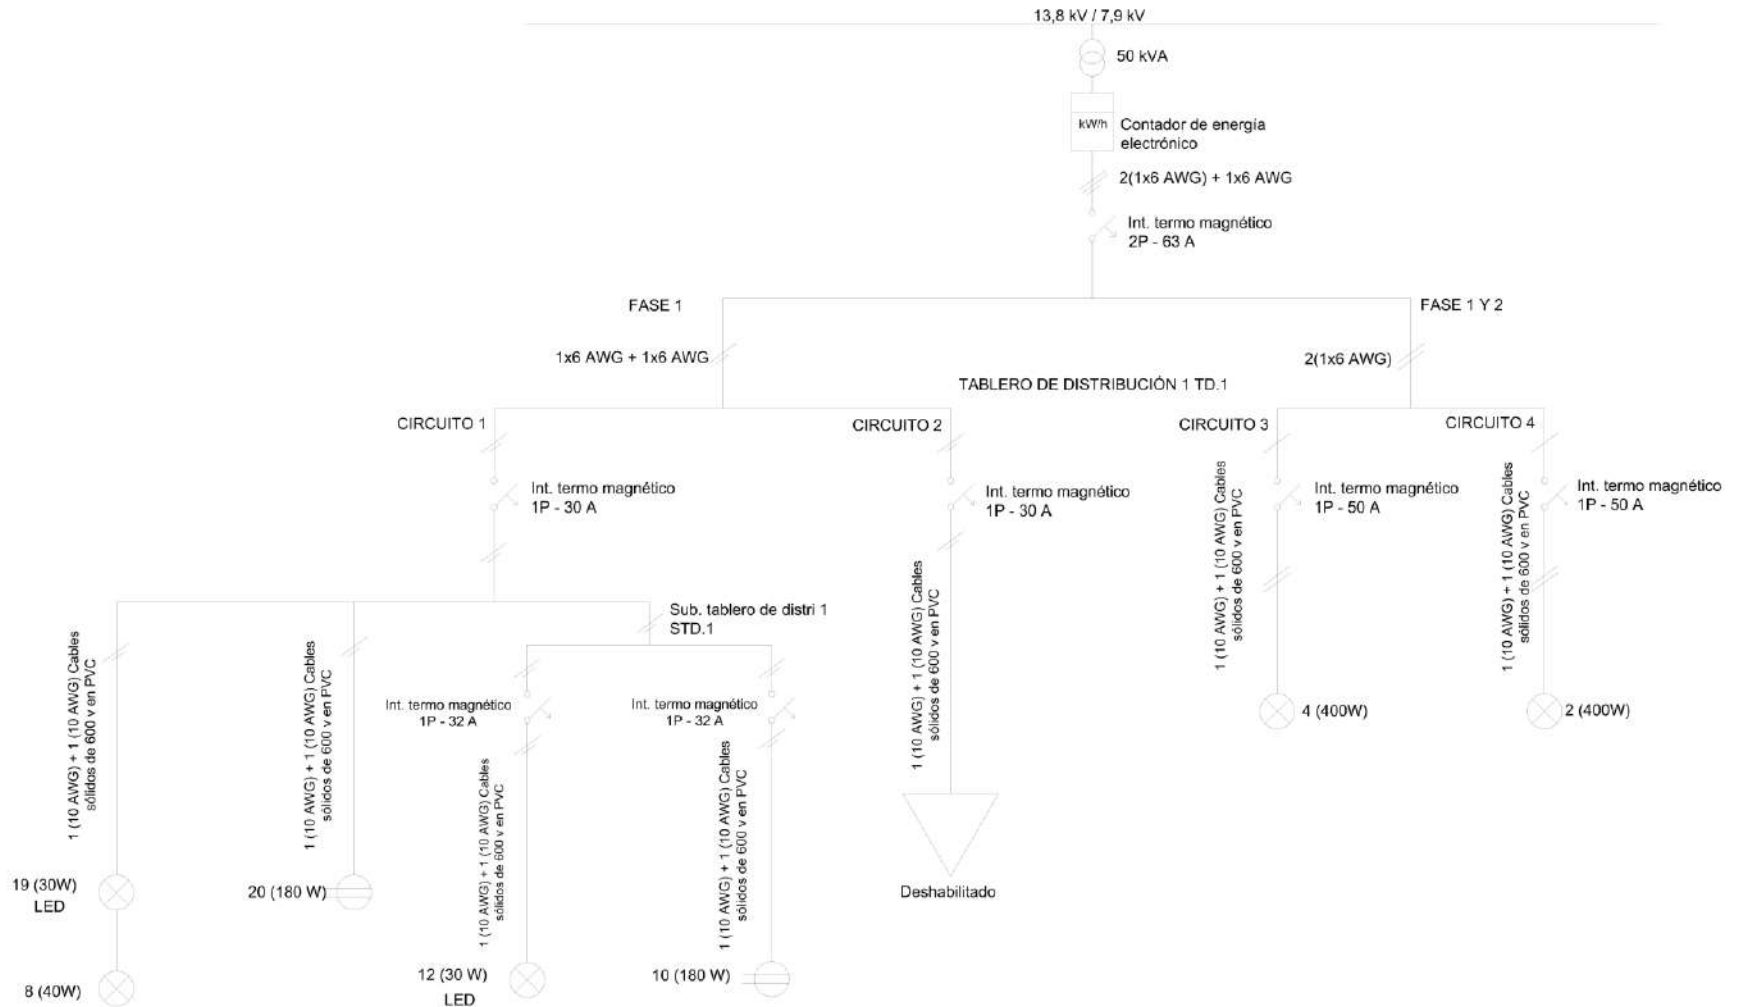 13,8 kV / 7,9 kV
50 kVA
kW/h
Contador de energía
electrónico
2(1x6 AWG) + 1x6 AWG
Int. termo magnético
2P - 63 A
FASE 1
FASE 1 Y 2
1x6 AWG + 1x6 AWG
2(1x6 AWG)
TABLERO DE DISTRIBUCIÓN 1 TD.1
CIRCUITO 1
CIRCUITO 2
CIRCUITO 3
CIRCUITO 4
Int. termo magnético
1P - 30 A
Int. termo magnético
1P - 30 A
Int. termo magnético
1P - 50 A
Int. termo magnético
1P - 50 A
1 (10 AWG) + 1 (10 AWG) Cables
sólidos de 600 v en PVC
1 (10 AWG) + 1 (10 AWG) Cables
sólidos de 600 v en PVC
1 (10 AWG) + 1 (10 AWG) Cables
sólidos de 600 v en PVC
Sub. tablero de distri 1
STD.1
Int. termo magnético
1P - 32 A
Int. termo magnético
1P - 32 A
1 (10 AWG) + 1 (10 AWG) Cables
sólidos de 600 v en PVC
1 (10 AWG) + 1 (10 AWG) Cables
sólidos de 600 v en PVC
1 (10 AWG) + 1 (10 AWG) Cables
sólidos de 600 v en PVC
1 (10 AWG) + 1 (10 AWG) Cables
sólidos de 600 v en PVC
4 (400W)
2 (400W)
19 (30W)
LED
20 (180 W)
Deshabilitado
8 (40W)
12 (30 W)
LED
10 (180 W)